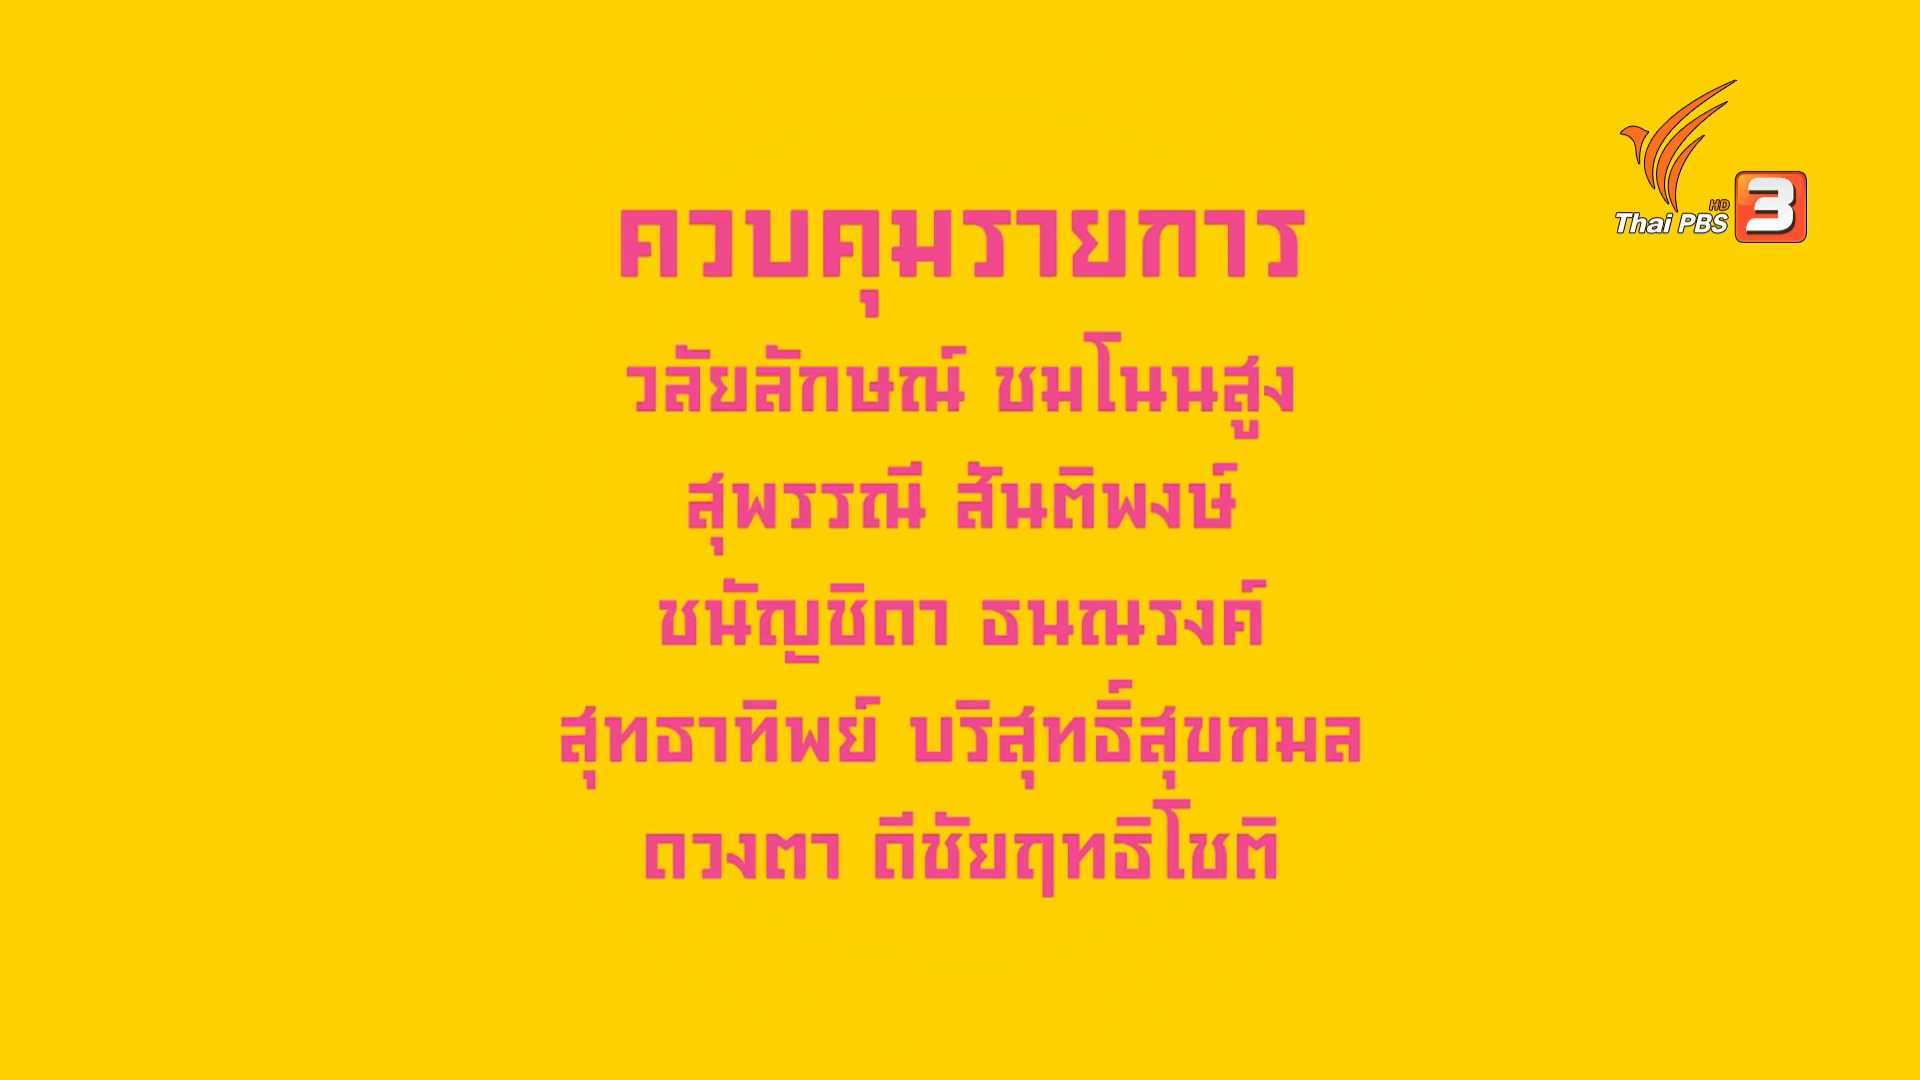 ควบคุมรายการ
วลัยลักษณ์ ชมโนนสูง
สุพรรณี สันติพงษ์
ชนัญชิดา ธนณรงค์
สุทธาทิพย์ บริสุทธิ์สุขกมล
ดวงตา ดีชัยฤทธิโชติ
HD
Thai PBS 3